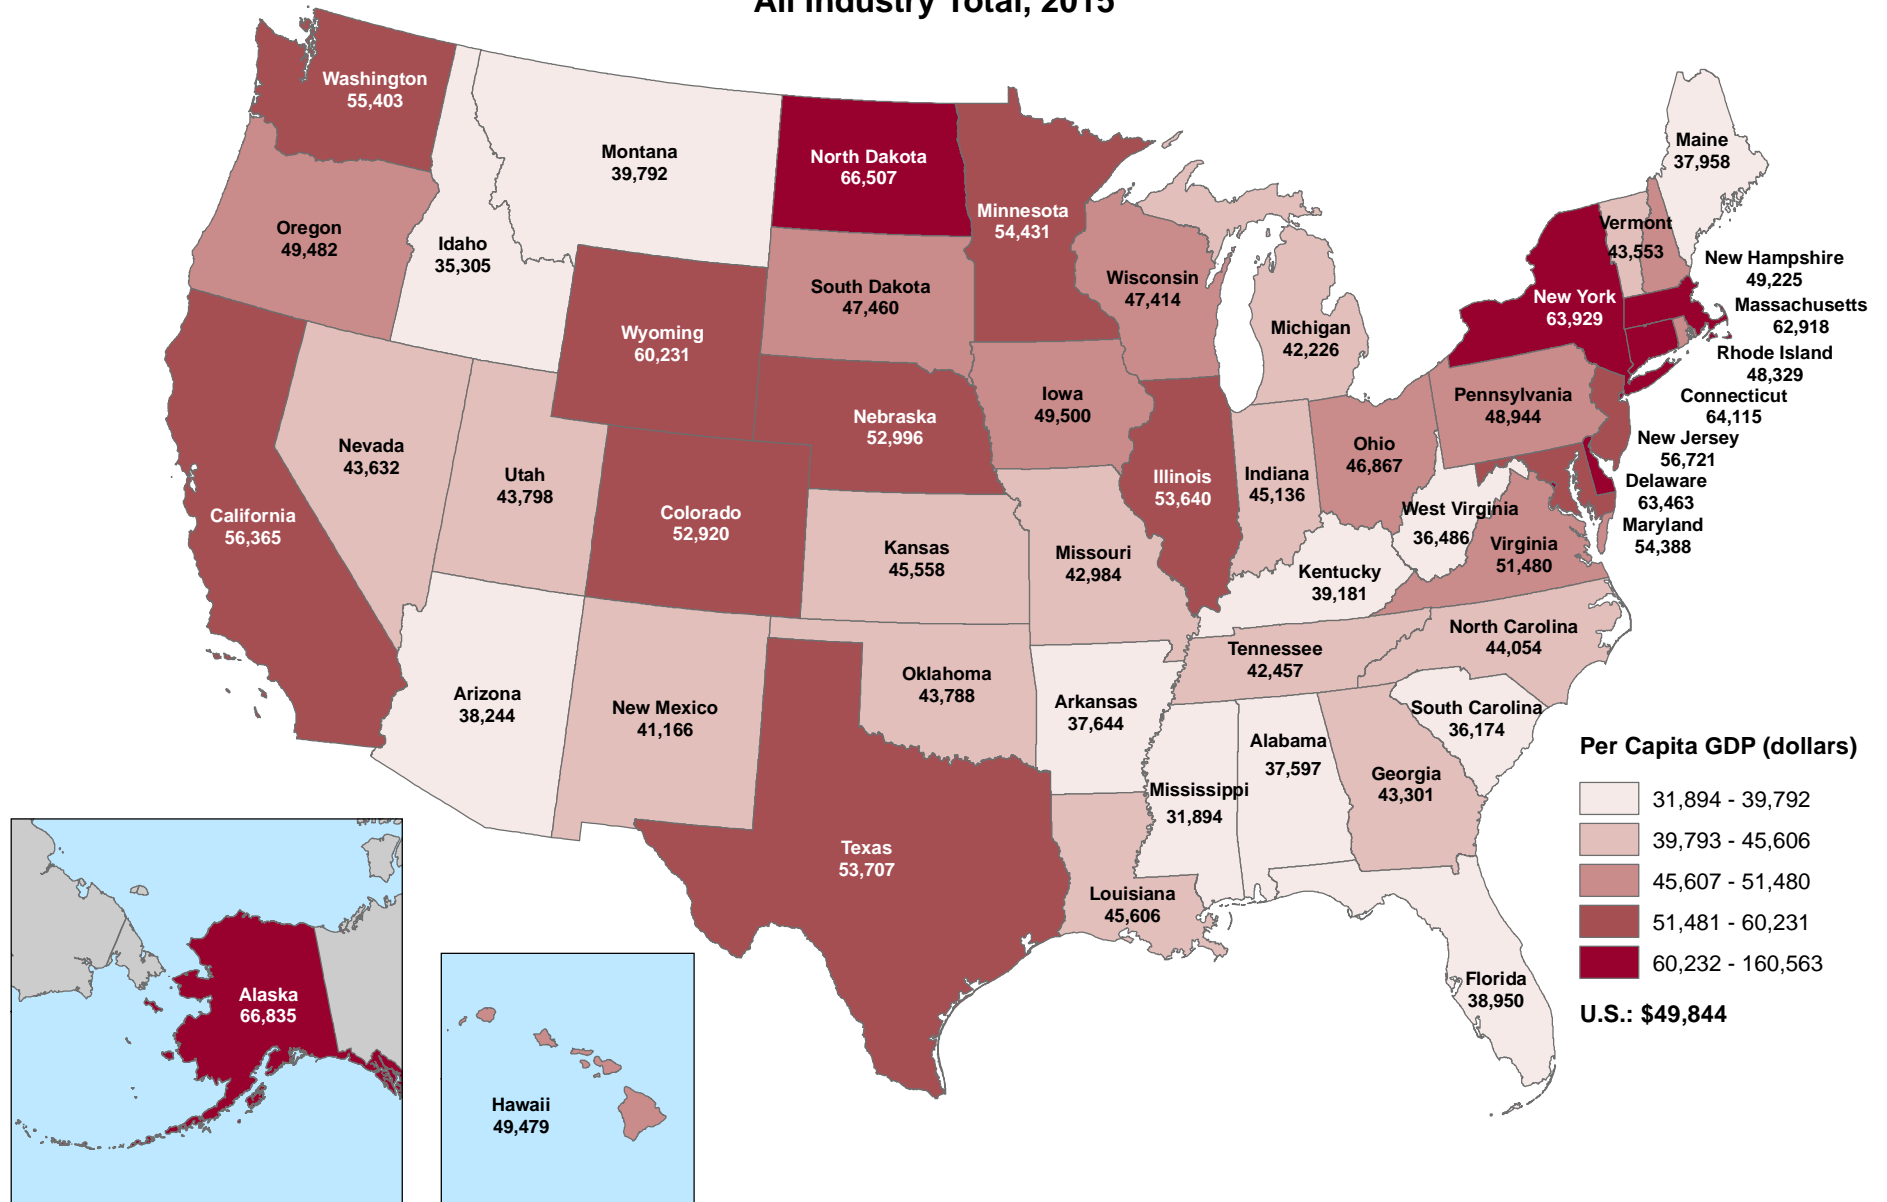 All Industry Total, 2015
Washington
55,403
Montana
39,792
North Dakota
66,507
Minnesota
54,431
Maine
37,958
Oregon
49,482
Idaho
35,305
Vermont
43,553
New Hampshire
49,225
South Dakota
47,460
Wisconsin
47,414
New York
63,929
Massachusetts
62,918
Wyoming
60,231
Michigan
42,226
Rhode Island
48,329
Connecticut
64,115
Nebraska
52,996
Iowa
49,500
Pennsylvania
48,944
New Jersey
56,721
Nevada
43,632
Utah
43,798
Illinois
53,640
Indiana
45,136
Ohio
46,867
Delaware
63,463
California
56,365
Colorado
52,920
West Virginia
36,486
Maryland
54,388
Kansas
45,558
Missouri
42,984
Virginia
51,480
Kentucky
39,181
North Carolina
44,054
Tennessee
42,457
Oklahoma
43,788
Arizona
38,244
New Mexico
41,166
Arkansas
37,644
South Carolina
36,174
Alabama
37,597
Mississippi
31,894
Georgia
43,301
Texas
53,707
Louisiana
45,606
Florida
38,950
Alaska
66,835
Hawaii
49,479
Per Capita GDP (dollars)
31,894 - 39,792
39,793 - 45,606
45,607 - 51,480
51,481 - 60,231
60,232 - 160,563
U.S.: $49,844